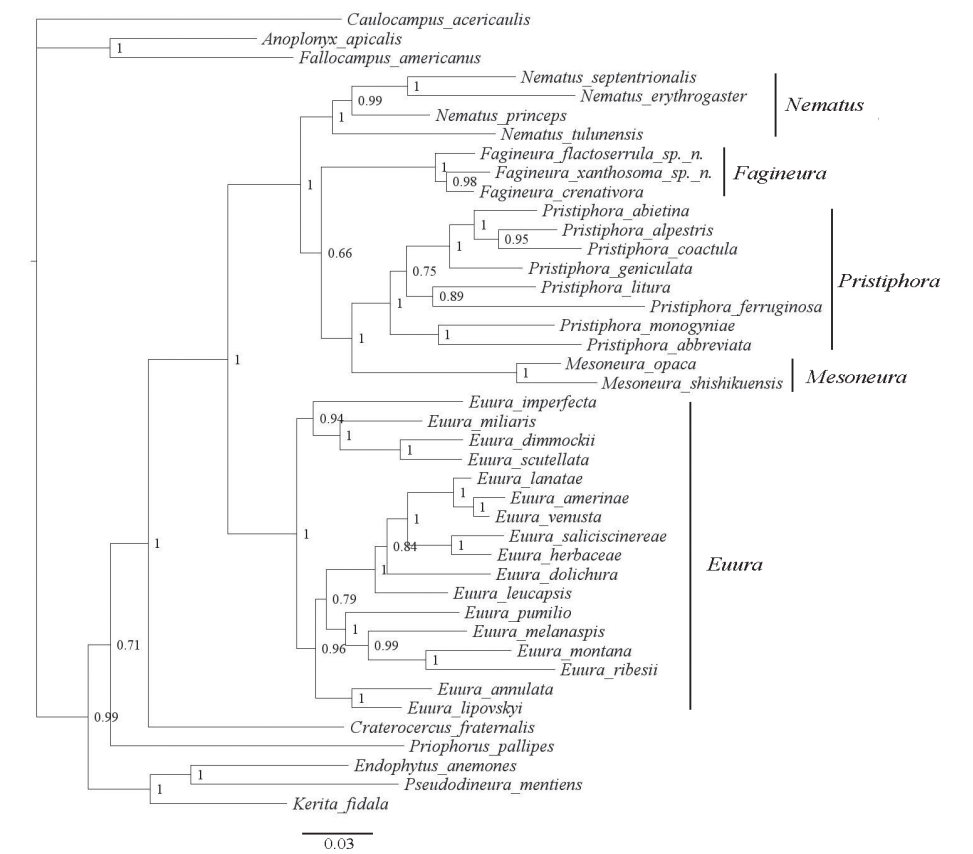 Caulocampus_acericaulis
Anoplonyx_apicalis
1
Fallocampus_americanus
Nematus_septentrionalis
1
Nematus_erythrogaster
0.99
Nematus_princeps
1
Nematus_tulunensis
Nematus
Fagineura_flactoserrula_sp._n.
1
Fagineura_xanthosoma_sp._n.
0.98
Fagineura_crenativora
Fagineura
1
Pristiphora_abietina
1
Pristiphora_alpestris
0.95
Pristiphora_coactula
1
0.66
Pristiphora_geniculata
0.75
Pristiphora_litura
0.89
Pristiphora_ferruginosa
1
Pristiphora_monogyniae
1
Pristiphora_abbreviata
Pristiphora
1
Mesoneura_opaca
1
Mesoneura_shishikuensis
Mesoneura
1
Euura_imperfecta
0.94
Euura_miliaris
1
Euura_dimmockii
1
Euura_scutellata
Euura_lanatae
1
Euura_amerinae
1
Euura_venusta
1
Euura_saliciscinereae
1
Euura_herbaceae
0.84
1
Euura_dolichura
1
Euura_leucapsis
0.79
Euura_pumilio
1
Euura_melanaspis
0.99
Euura_montana
1
Euura_ribesii
0.96
Euura_annulata
1
Euura_lipovskyi
Euura
1
Craterocercus_fraternalis
0.71
Priophorus_pallipes
0.99
Endophytus_anemones
1
Pseudodineura_mentiens
1
Kerita_fidala
0.03